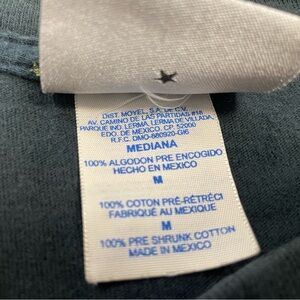 DIST. MOYEL, S.A. DE C.V.
AV. CAMINO DE LAS PARTIDAS #18
PARQUE IND. LERMA, LERMA DE VILLADA,
EDO. DE MEXICO. CP. 52000
R.F.C. DMO-880920-GI6
MEDIANA
100% ALGODON PRE ENCOGIDO
HECHO EN MEXICO
M
100% COTON PRÉ-RÉTRÉCI
FABRIQUÉ AU MEXIQUE
M
100% PRE SHRUNK COTTON
MADE IN MEXICO